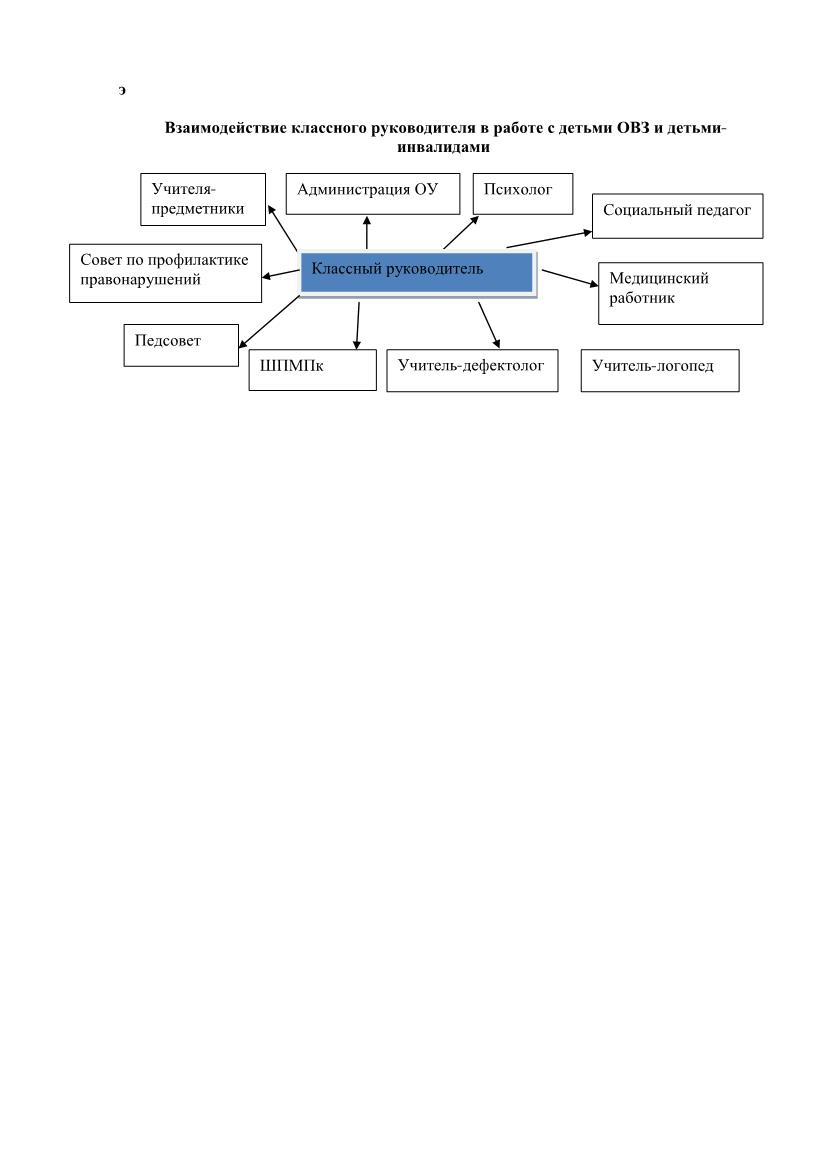 э
Взаимодействие классного руководителя в работе с детьми ОВЗ и детьми-
инвалидами
Учителя-
предметники
Администрация ОУ
Психолог
Социальный педагог
Совет по профилактике
правонарушений
Классный руководитель
Медицинский
работник
Педсовет
ШПМПк
Учитель-дефектолог
Учитель-логопед